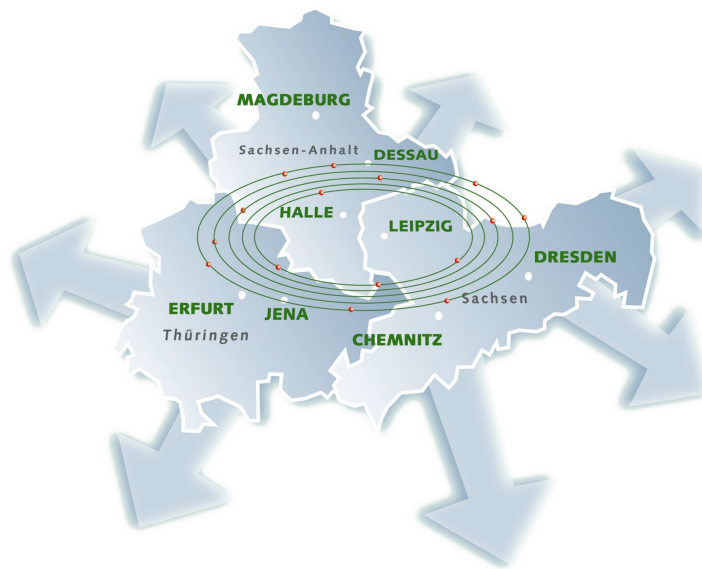 MAGDEBURG
Sachsen-Anhalt
DESSAU
HALLE
LEIPZIG
DRESDEN
ERFURT
JENA
Sachsen
Thüringen
CHEMNITZ